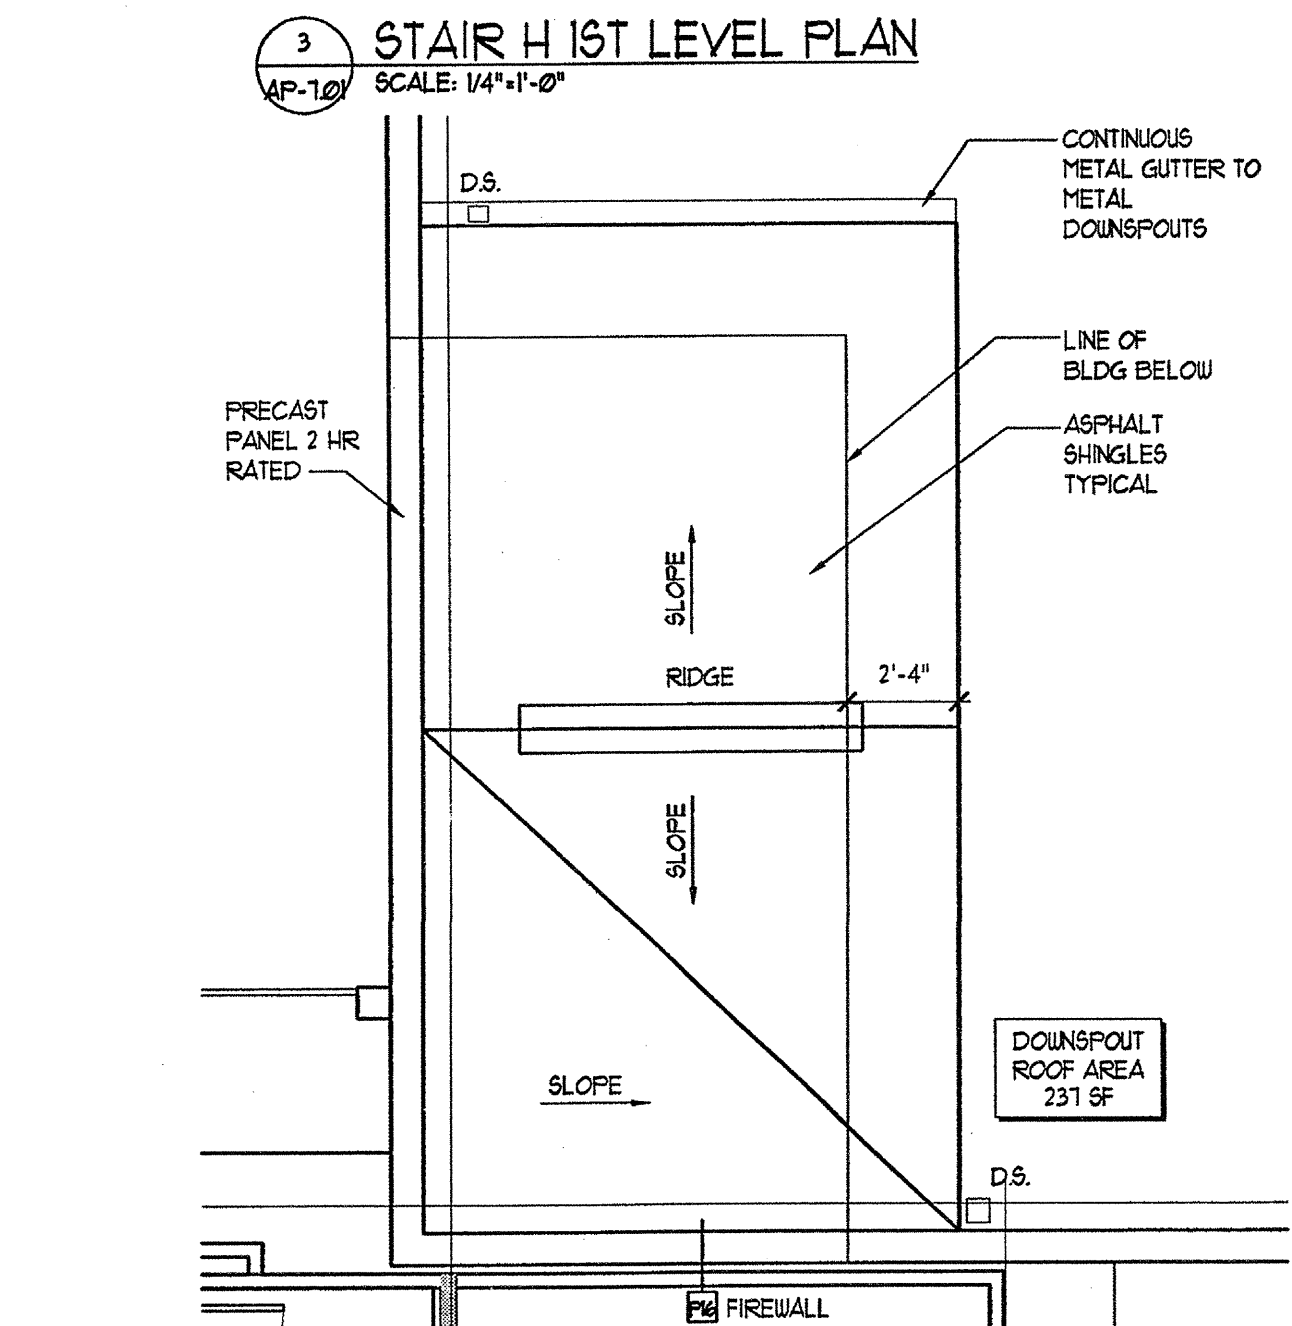 3
STAIR H 1ST LEVEL PLAN
AP-7.01
SCALE: 1/4"=1'-0"
D.S.
CONTINUOUS
METAL GUTTER TO
METAL
DOWNSPOUTS
LINE OF
BLDG BELOW
PRECAST
PANEL 2 HR
RATED
ASPHALT
SHINGLES
TYPICAL
SLOPE
RIDGE
2'-4"
SLOPE
SLOPE
DOWNSPOUT
ROOF AREA
237 SF
D.S.
P16 FIREWALL